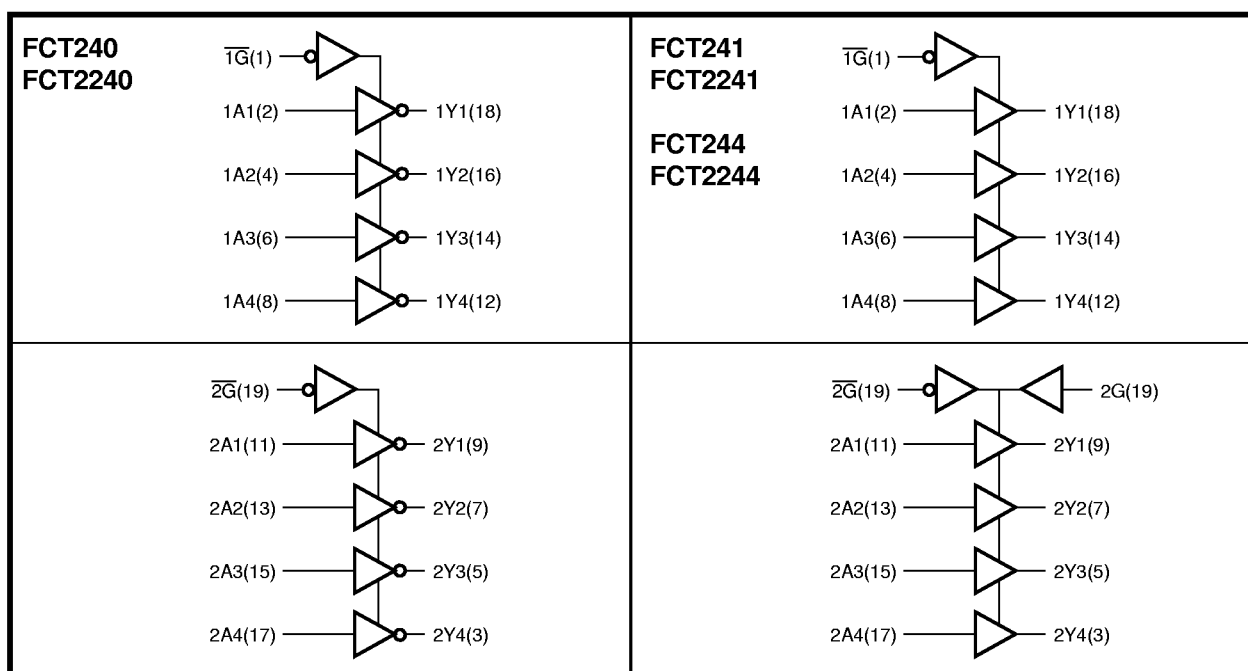 FCT240
FCT2240
1G(1)
1A1(2) 1Y1(18)
1A2(4) 1Y2(16)
1A3(6) 1Y3(14)
1A4(8) 1Y4(12)
FCT241
FCT2241
FCT244
FCT2244
1G(1)
1A1(2) 1Y1(18)
1A2(4) 1Y2(16)
1A3(6) 1Y3(14)
1A4(8) 1Y4(12)
2G(19)
2A1(11) 2Y1(9)
2A2(13) 2Y2(7)
2A3(15) 2Y3(5)
2A4(17) 2Y4(3)
2G(19) 2G(19)
2A1(11) 2Y1(9)
2A2(13) 2Y2(7)
2A3(15) 2Y3(5)
2A4(17) 2Y4(3)